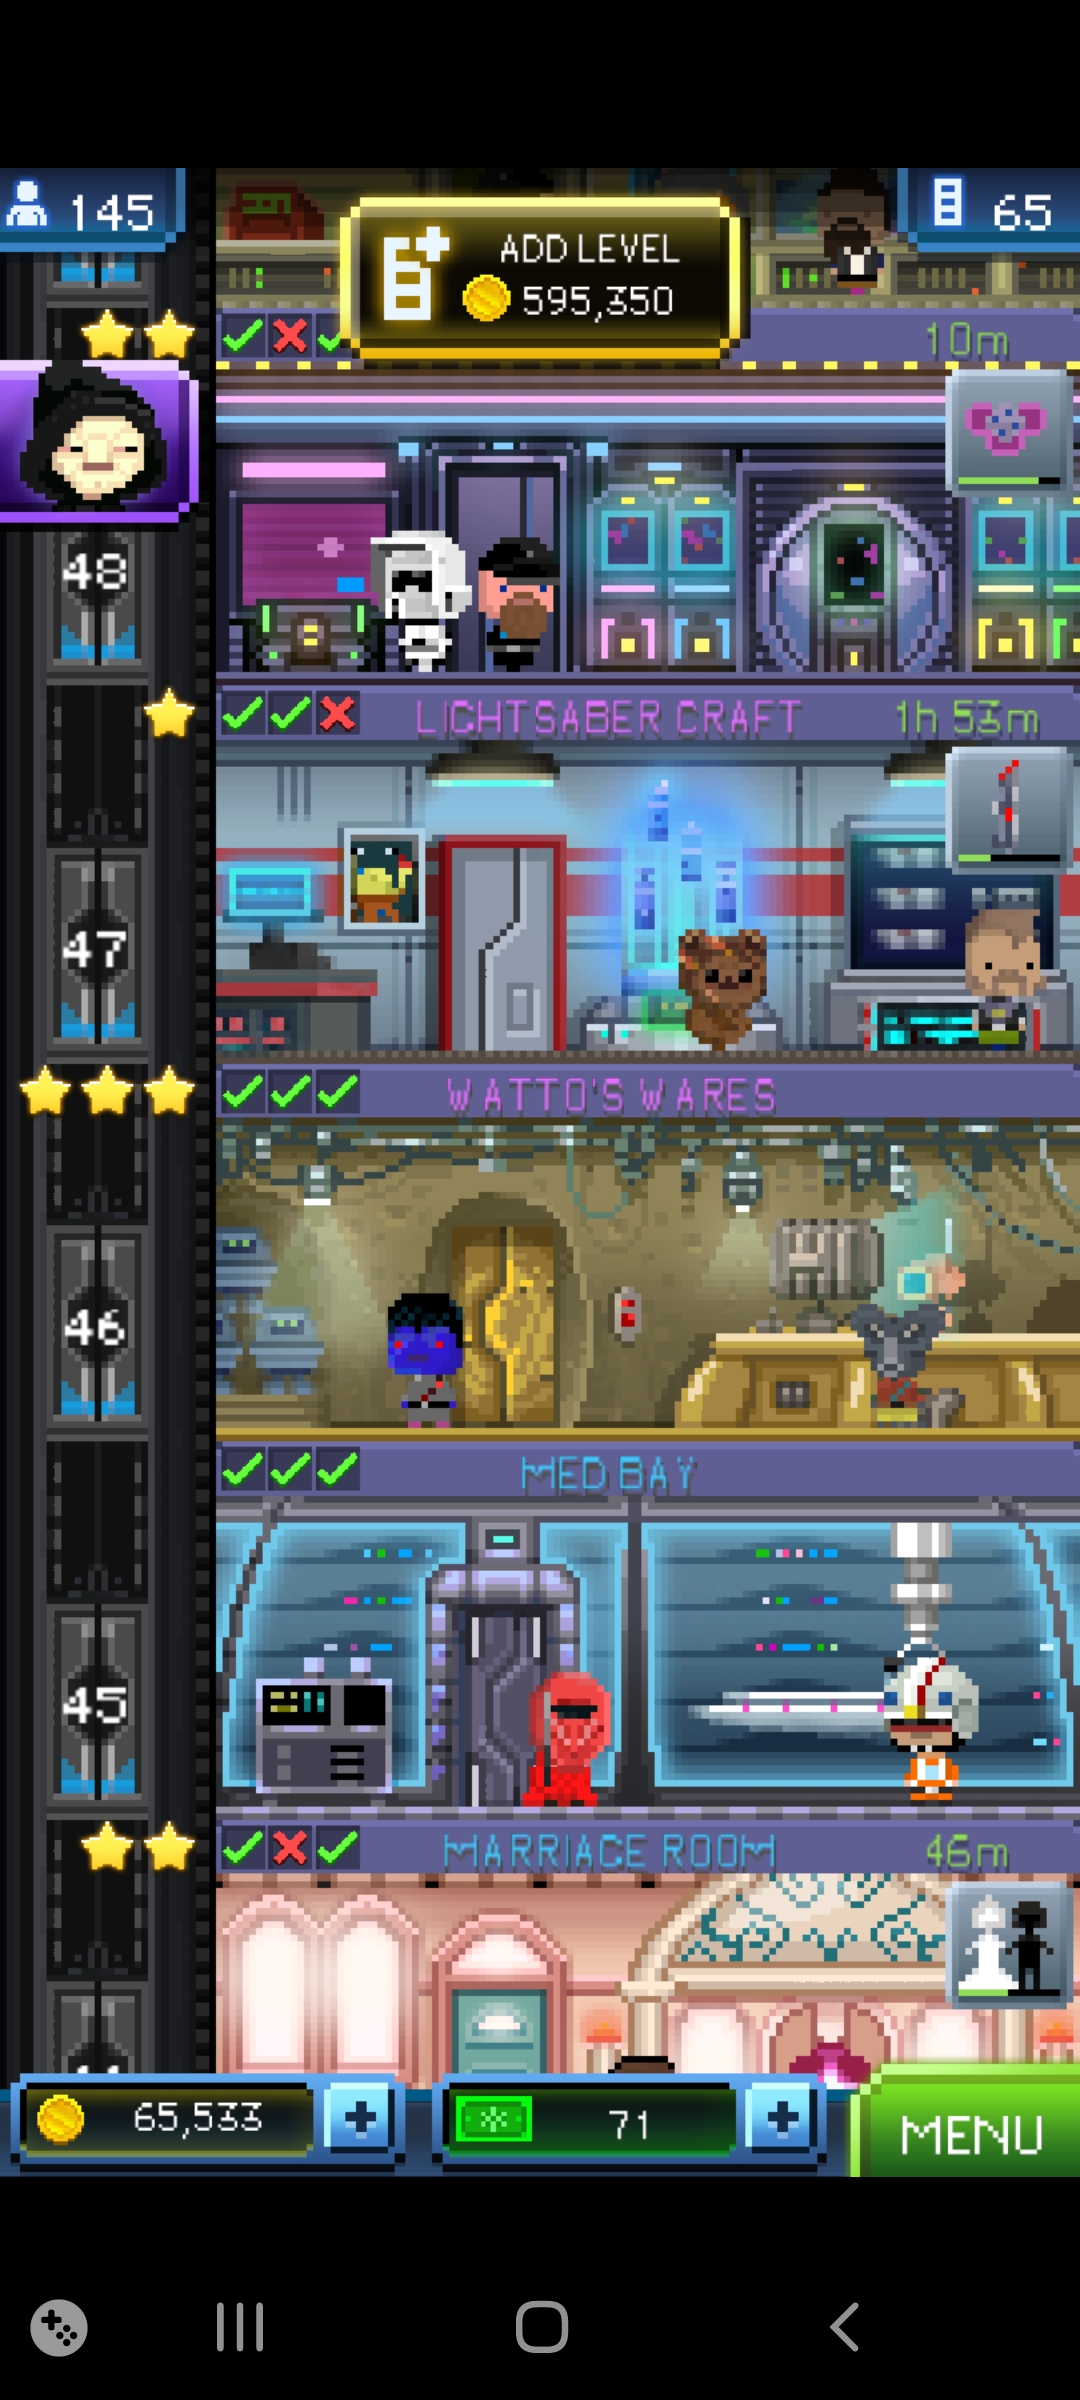 145
ADD LEVEL
595,350
65
10m
48
LIGHTSABER CRAFT
1h 53m
47
WATTO'S WARES
46
MED BAY
45
MARRIAGE ROOM
46m
65,533
71
MENU